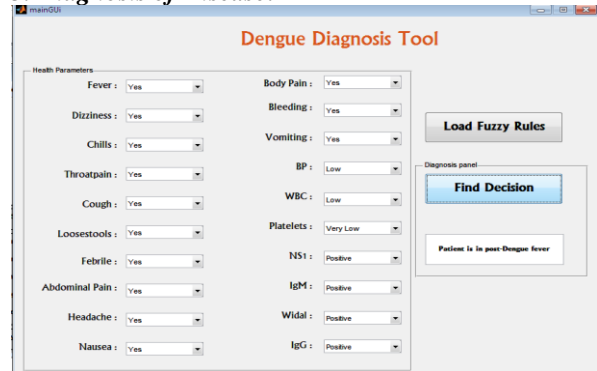 mainGUI
Dengue Diagnosis Tool
Health Parameters
Fever : Yes
Dizziness : Yes
Chills : Yes
Throatpain : Yes
Cough : Yes
Loosestools : Yes
Febrile : Yes
Abdominal Pain : Yes
Headache : Yes
Nausea : Yes
Body Pain : Yes
Bleeding : Yes
Vomiting : Yes
BP : Low
WBC : Low
Platelets : Very Low
NS1 : Positive
IgM : Positive
Widal : Positive
IgG : Positive
Load Fuzzy Rules
Diagnosis panel
Find Decision
Patient is in post-Dengue fever